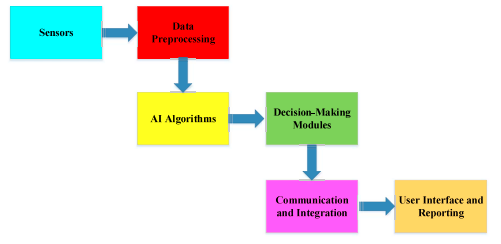 Sensors
Data
Preprocessing
AI Algorithms
Decision-Making
Modules
Communication
and Integration
User Interface and
Reporting